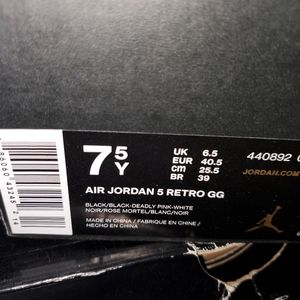 7 5 Y
UK 6.5
EUR 40.5
cm 25.5
BR 39
440892
JORDAN.COM
AIR JORDAN 5 RETRO GG
BLACK/BLACK-DEADLY PINK-WHITE
NOIR/ROSE MORTEL/BLANC/NOIR
MADE IN CHINA / FABRIQUE EN CHINE /
HECHO EN CHINA